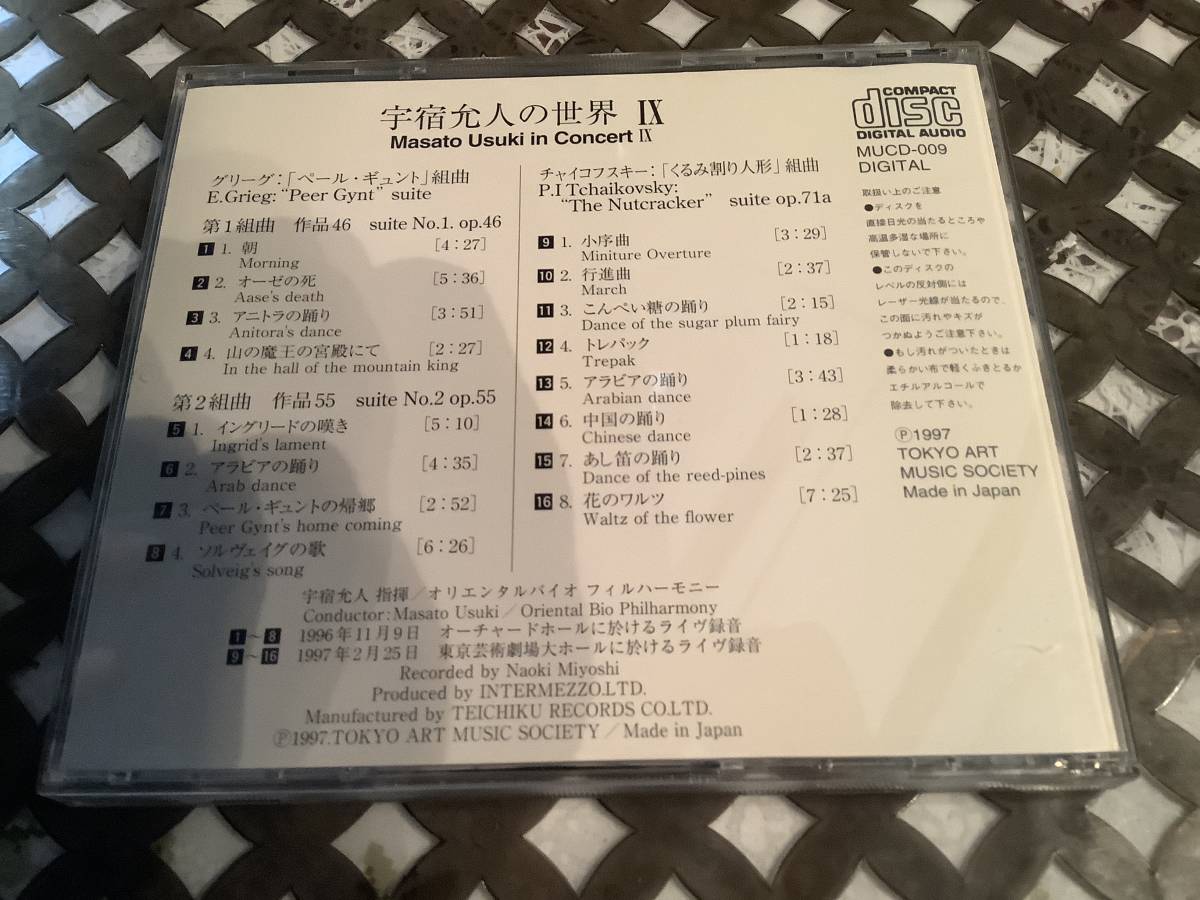 宇宿允人の世界 IX
Masato Usuki in Concert IX
グリーグ:「ペール・ギュント」組曲
E.Grieg: "Peer Gynt" suite
第1組曲 作品46 suite No.1. op.46
1 1. 朝 [4:27]
Morning
2 2. オーゼの死 [5:36]
Aase's death
3 3. アニトラの踊り [3:51]
Anitora's dance
4 4. 山の魔王の宮殿にて [2:27]
In the hall of the mountain king
第2組曲 作品55 suite No.2 op.55
5 1. イングリードの嘆き [5:10]
Ingrid's lament
6 2. アラビアの踊り [4:35]
Arab dance
7 3. ペール・ギュントの帰郷 [2:52]
Peer Gynt's home coming
8 4. ソルヴェイグの歌 [6:26]
Solveig's song
チャイコフスキー:「くるみ割り人形」組曲
P.I Tchaikovsky:
"The Nutcracker" suite op.71a
9 1. 小序曲 [3:29]
Miniture Overture
10 2. 行進曲 [2:37]
March
11 3. こんぺい糖の踊り [2:15]
Dance of the sugar plum fairy
12 4. トレパック [1:18]
Trepak
13 5. アラビアの踊り [3:43]
Arabian dance
14 6. 中国の踊り [1:28]
Chinese dance
15 7. あし笛の踊り [2:37]
Dance of the reed-pines
16 8. 花のワルツ [7:25]
Waltz of the flower
COMPACT
disc
DIGITAL AUDIO
MUCD-009
DIGITAL
取扱い上のご注意
●ディスクを
直接日光の当たるところや
高温多湿な場所に
保管しないで下さい。
●このディスクの
レベルの反対側には
レーザー光線が当たるので、
この面に汚れやキズが
つかぬようご注意下さい。
●もし汚れがついたときは
柔らかい布で軽くふきとるか
エチルアルコールで
除去して下さい。
Ⓟ1997
TOKYO ART
MUSIC SOCIETY
Made in Japan
宇宿允人 指揮/オリエンタルバイオ フィルハーモニー
Conductor:Masato Usuki/Oriental Bio Philharmony
1~8 1996年11月9日 オーチャードホールに於けるライヴ録音
9~16 1997年2月25日 東京芸術劇場大ホールに於けるライヴ録音
Recorded by Naoki Miyoshi
Produced by INTERMEZZO.LTD.
Manufactured by TEICHIKU RECORDS CO.LTD.
Ⓟ1997.TOKYO ART MUSIC SOCIETY/Made in Japan